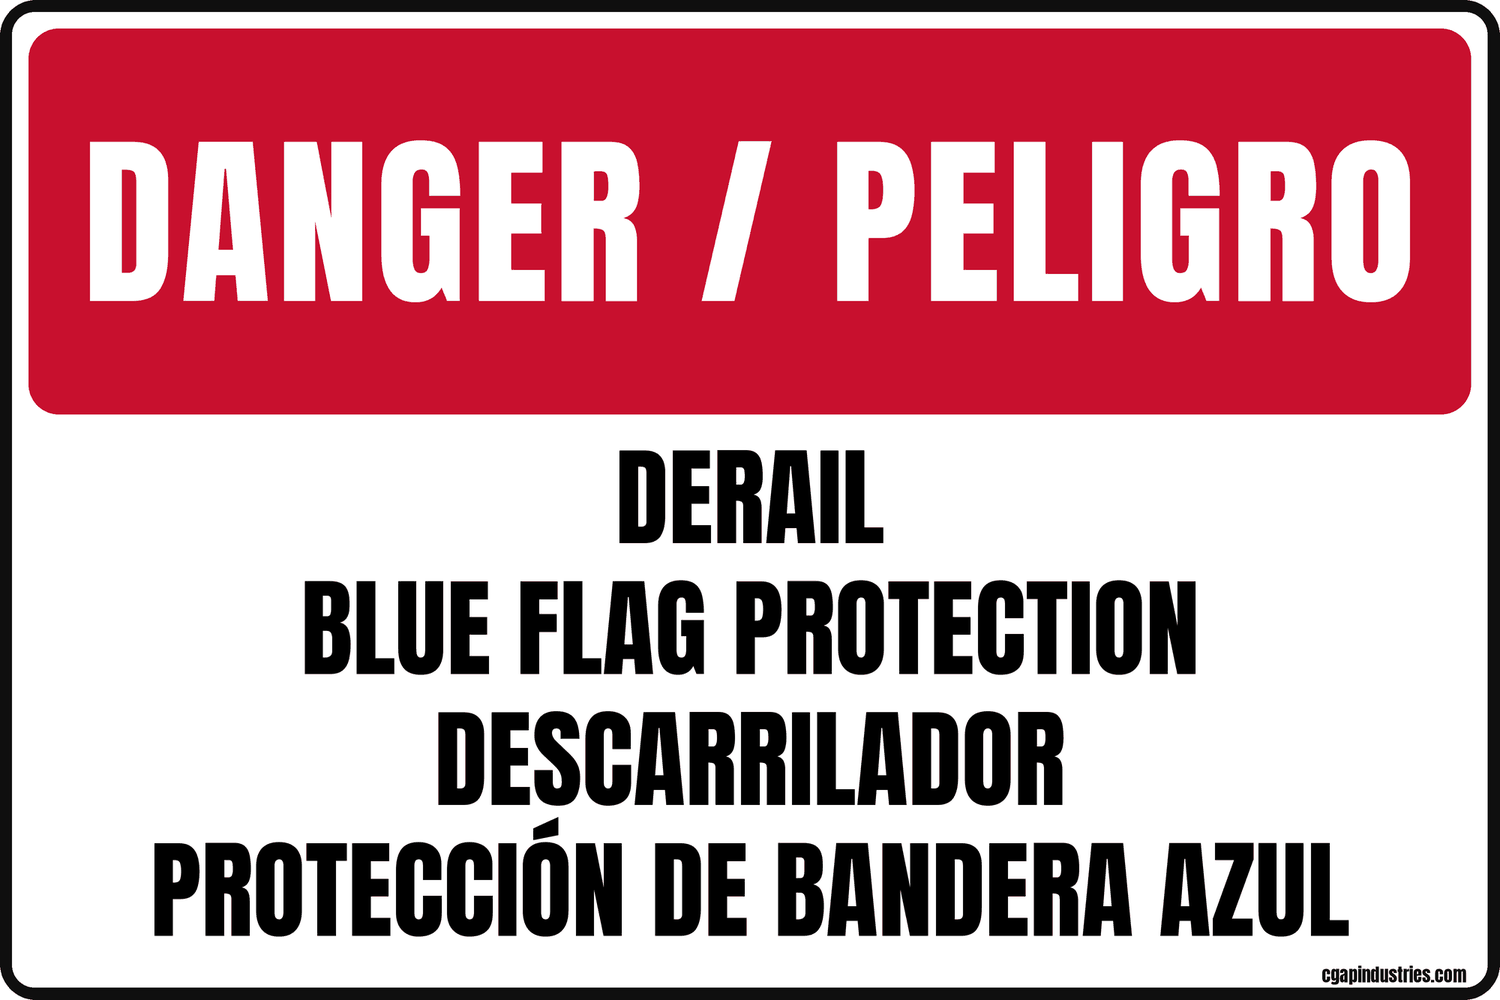 DANGER / PELIGRO
DERAIL
BLUE FLAG PROTECTION
DESCARRILADOR
PROTECCIÓN DE BANDERA AZUL
cgapindustries.com